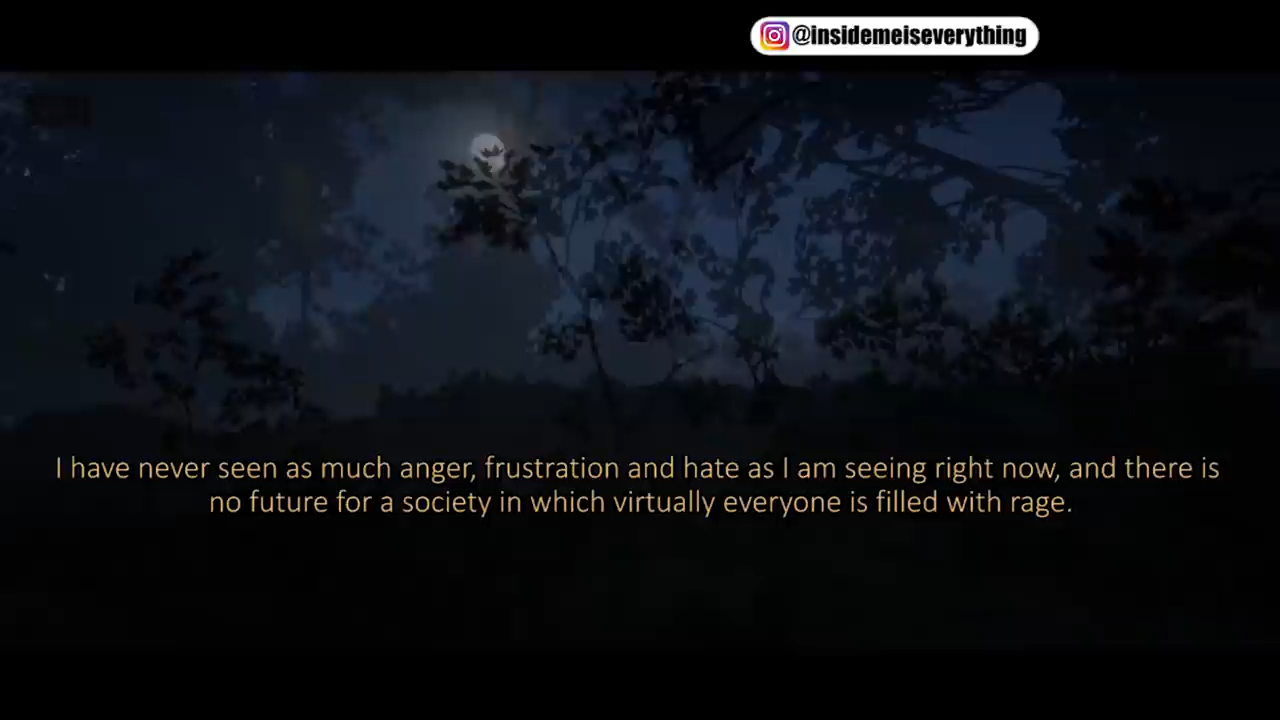 @insidemeiseverything
I have never seen as much anger, frustration and hate as I am seeing right now, and there is
no future for a society in which virtually everyone is filled with rage.